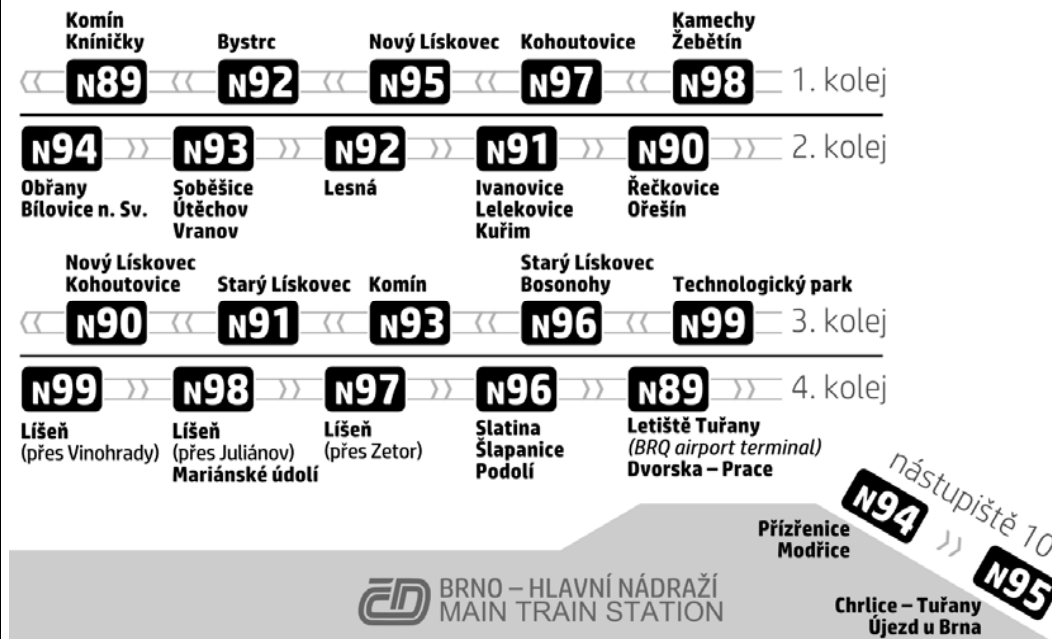 Komín
Kníničky
Bystrc
Nový Lískovec
Kohoutovice
Kamechy
Žebětín
N89
N92
N95
N97
N98
1. kolej
N94
N93
N92
N91
N90
2. kolej
Obřany
Bílovice n. Sv.
Soběšice
Útěchov
Vranov
Lesná
Ivanovice
Lelekovice
Kuřim
Řečkovice
Ořešín
Nový Lískovec
Kohoutovice
Starý Lískovec
Komín
Starý Lískovec
Bosonohy
Technologický park
N90
N91
N93
N96
N99
3. kolej
N99
N98
N97
N96
N89
4. kolej
Líšeň
(přes Vinohrady)
Líšeň
(přes Juliánov)
Mariánské údolí
Líšeň
(přes Zetor)
Slatina
Šlapanice
Podolí
Letiště Tuřany
(BRQ airport terminal)
Dvorska – Prace
nástupiště 10
N94
N95
Přízřenice
Modřice
Chrlice – Tuřany
Újezd u Brna
ČD
BRNO – HLAVNÍ NÁDRAŽÍ
MAIN TRAIN STATION